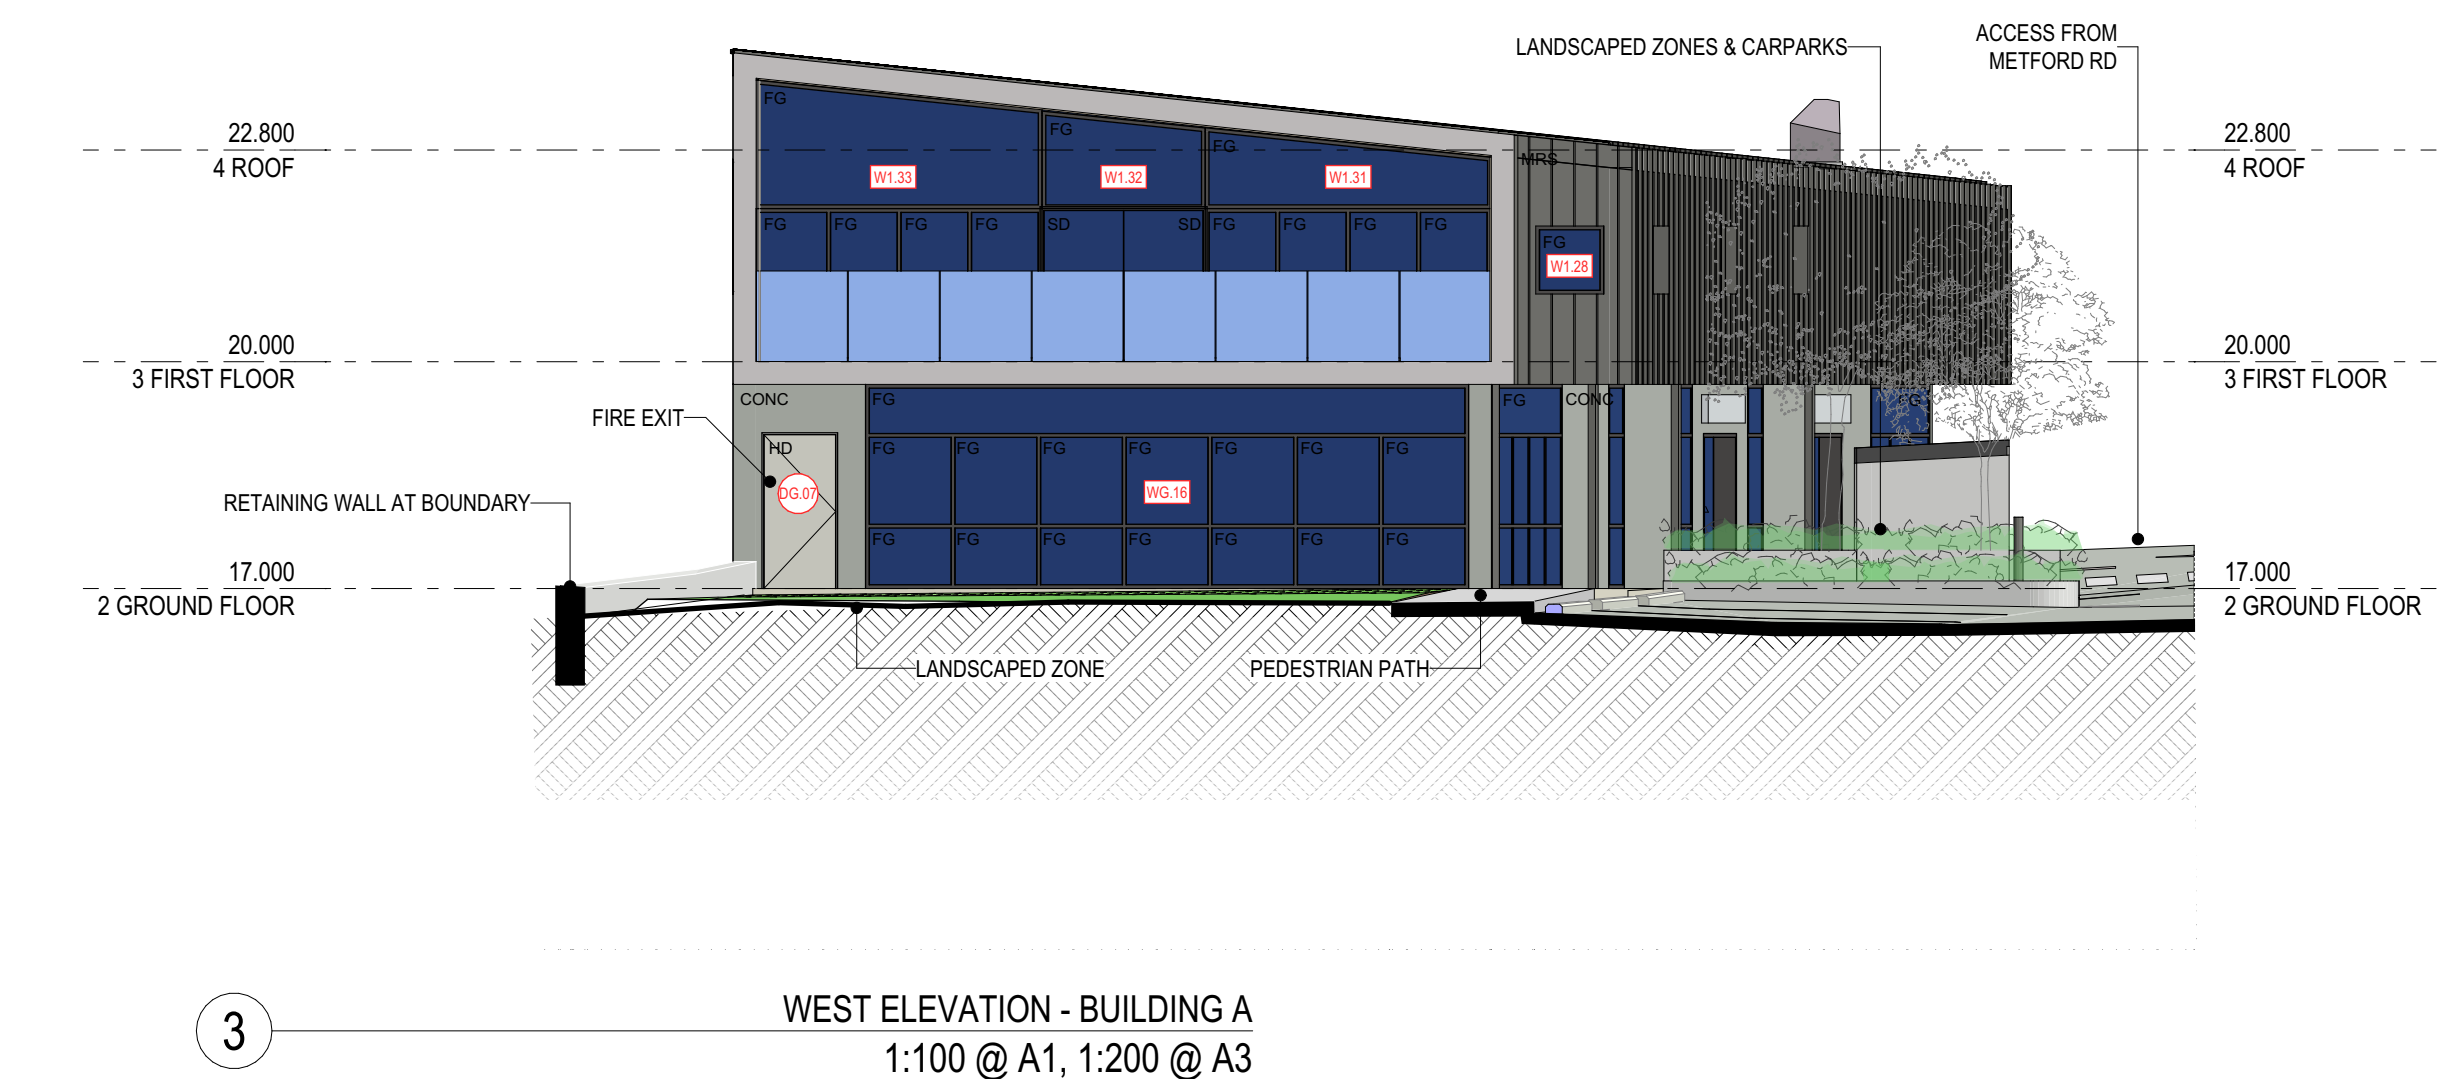 ACCESS FROM
METFORD RD
LANDSCAPED ZONES & CARPARKS
FG
FG
FG
22.800
4 ROOF
22.800
4 ROOF
MRS
W1.33
W1.32
W1.31
FG
FG
FG
FG
SD
SD
FG
FG
FG
FG
FG
W1.28
20.000
3 FIRST FLOOR
20.000
3 FIRST FLOOR
CONC
FG
FG
CONC
FG
FIRE EXIT
HD
FG
FG
FG
FG
FG
FG
FG
DG.07
WG.16
RETAINING WALL AT BOUNDARY
FG
FG
FG
FG
FG
FG
FG
17.000
2 GROUND FLOOR
17.000
2 GROUND FLOOR
LANDSCAPED ZONE
PEDESTRIAN PATH
3
WEST ELEVATION - BUILDING A
1:100 @ A1, 1:200 @ A3